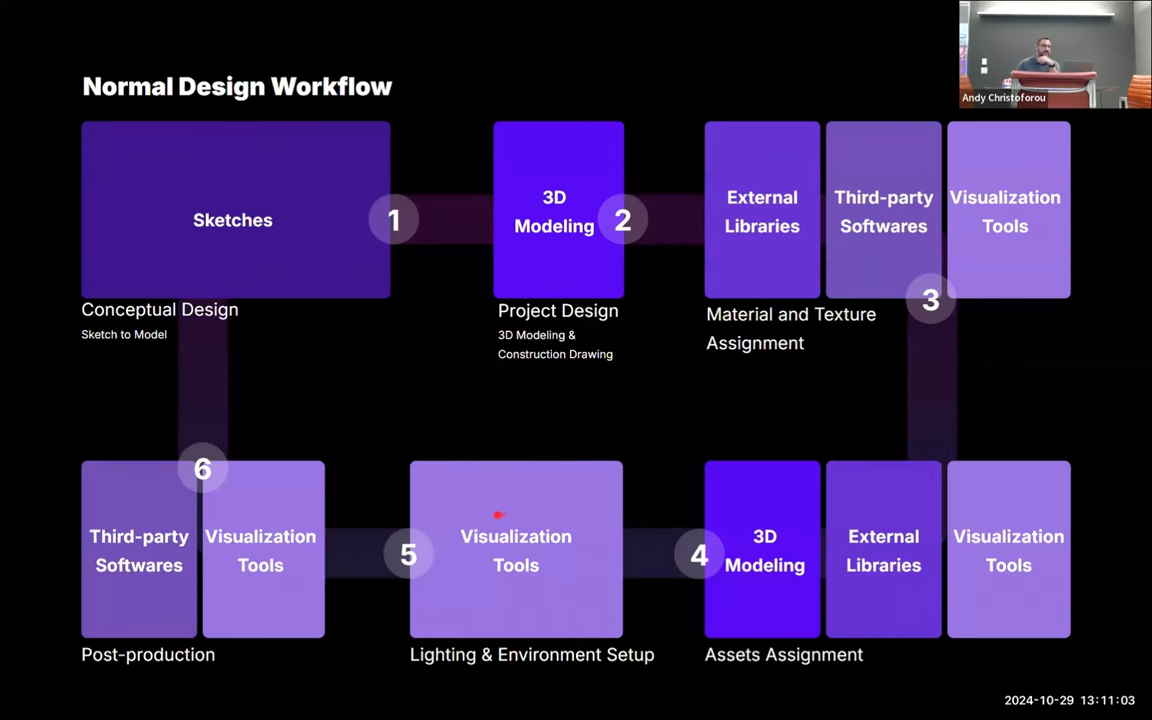 Andy Christoforou
Normal Design Workflow
Sketches
1
3D
Modeling
2
External
Libraries
Third-party
Softwares
Visualization
Tools
3
Conceptual Design
Sketch to Model
Project Design
3D Modeling &
Construction Drawing
Material and Texture
Assignment
6
Third-party
Softwares
Visualization
Tools
5
Visualization
Tools
4
3D
Modeling
External
Libraries
Visualization
Tools
Post-production
Lighting & Environment Setup
Assets Assignment
2024-10-29 13:11:03